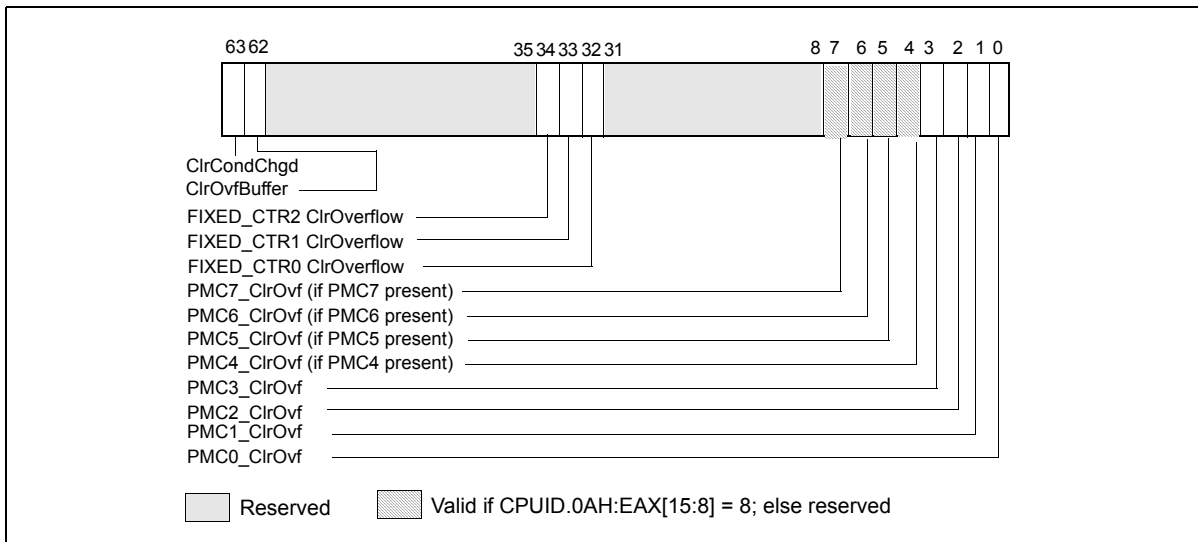 63 62 35 34 33 32 31 8 7 6 5 4 3 2 1 0
ClrCondChgd
ClrOvfBuffer
FIXED_CTR2 ClrOverflow
FIXED_CTR1 ClrOverflow
FIXED_CTR0 ClrOverflow
PMC7_ClrOvf (if PMC7 present)
PMC6_ClrOvf (if PMC6 present)
PMC5_ClrOvf (if PMC5 present)
PMC4_ClrOvf (if PMC4 present)
PMC3_ClrOvf
PMC2_ClrOvf
PMC1_ClrOvf
PMC0_ClrOvf
Reserved Valid if CPUID.0AH:EAX[15:8] = 8; else reserved